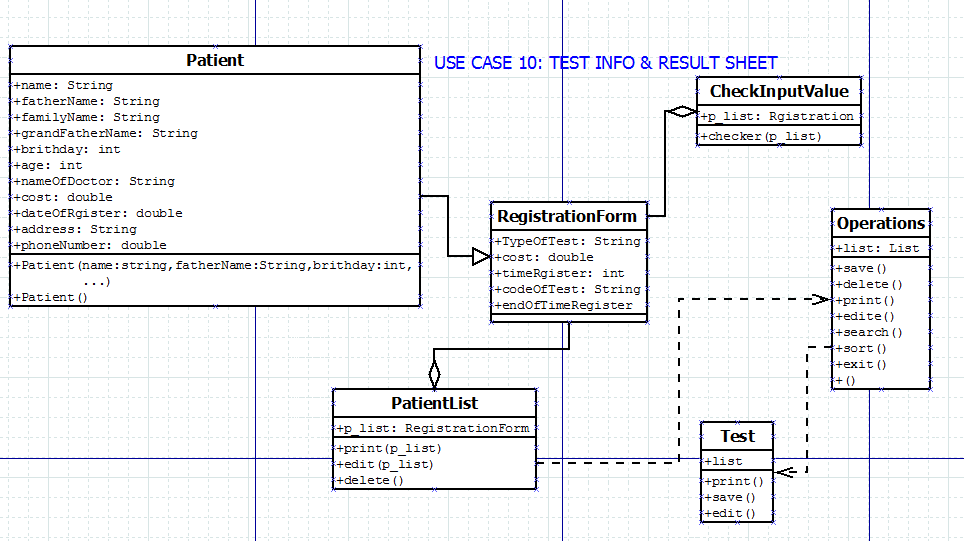 Patient
+name: String
+fatherName: String
+familyName: String
+grandFatherName: String
+brithday: int
+age: int
+nameOfDoctor: String
+cost: double
+dateOfRgister: double
+address: String
+phoneNumber: double
+Patient(name:string,fatherName:String,brithday:int,
...)
+Patient()
USE CASE 10: TEST INFO & RESULT SHEET
CheckInputValue
+p_list: Rgistration
+checker(p_list)
RegistrationForm
+TypeOfTest: String
+cost: double
+timeRgister: int
+codeOfTest: String
+endOfTimeRegister
Operations
+list: List
+save()
+delete()
+print()
+edite()
+search()
+sort()
+exit()
+()
PatientList
+p_list: RegistrationForm
+print(p_list)
+edit(p_list)
+delete()
Test
+list
+print()
+save()
+edit()